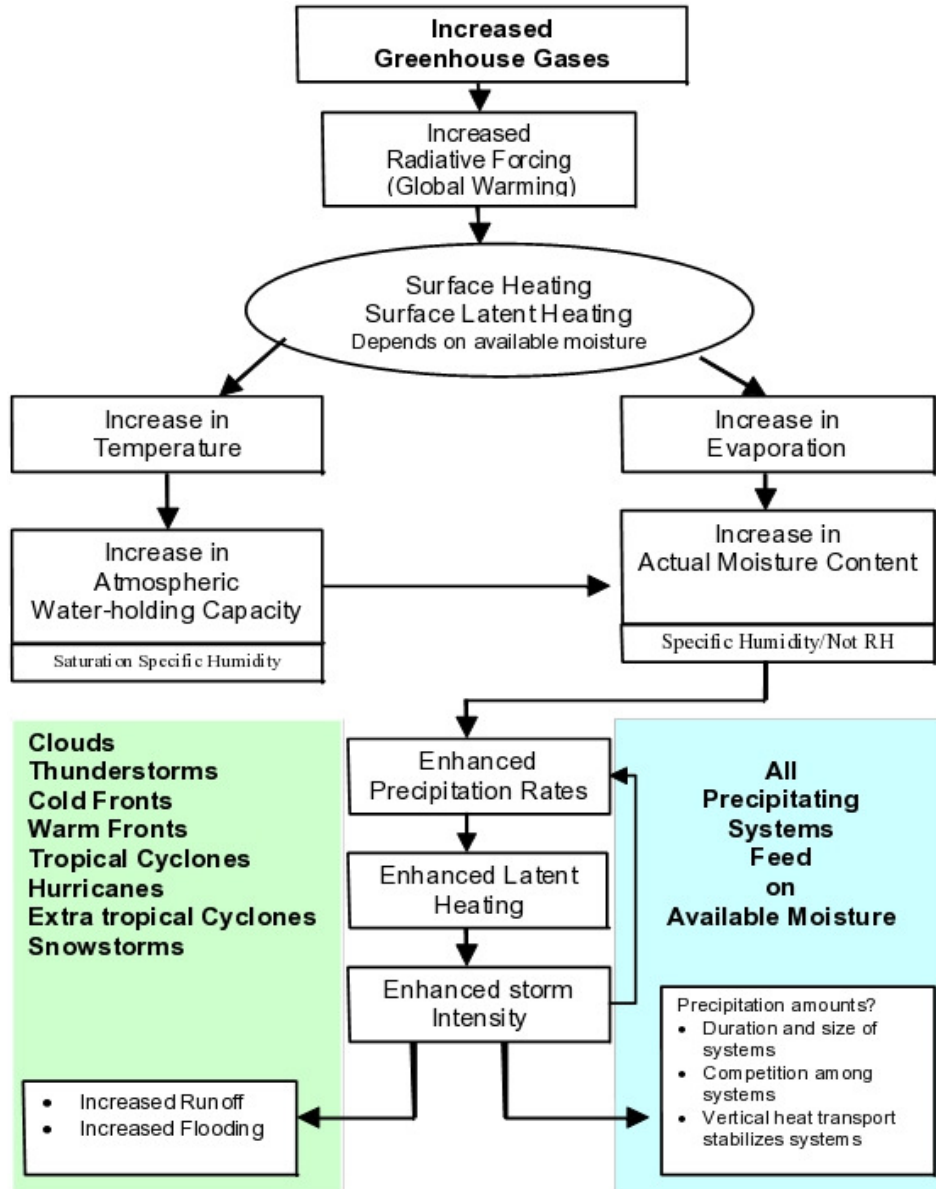 Increased
Greenhouse Gases
Increased
Radiative Forcing
(Global Warming)
Surface Heating
Surface Latent Heating
Depends on available moisture
Increase in
Temperature
Increase in
Evaporation
Increase in
Atmospheric
Water-holding Capacity
Saturation Specific Humidity
Increase in
Actual Moisture Content
Specific Humidity/Not RH
Clouds
Thunderstorms
Cold Fronts
Warm Fronts
Tropical Cyclones
Hurricanes
Extra tropical Cyclones
Snowstorms
Enhanced
Precipitation Rates
Enhanced Latent
Heating
Enhanced storm
Intensity
All
Precipitating
Systems
Feed
on
Available Moisture
• Increased Runoff
• Increased Flooding
Precipitation amounts?
• Duration and size of
systems
• Competition among
systems
• Vertical heat transport
stabilizes systems